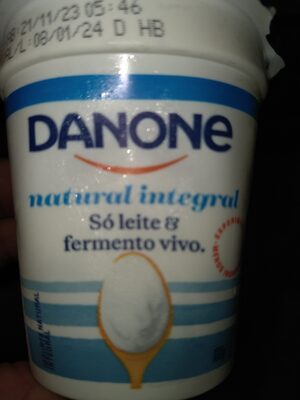 21/11/23 05:46
L:08/01/24 D HB
DANONE
natural integral
Só leite &
fermento vivo.